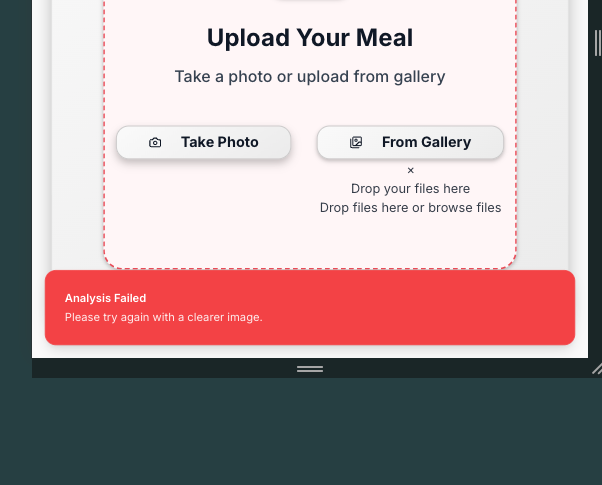 Upload Your Meal
Take a photo or upload from gallery
Take Photo
From Gallery
×
Drop your files here
Drop files here or browse files
Analysis Failed
Please try again with a clearer image.